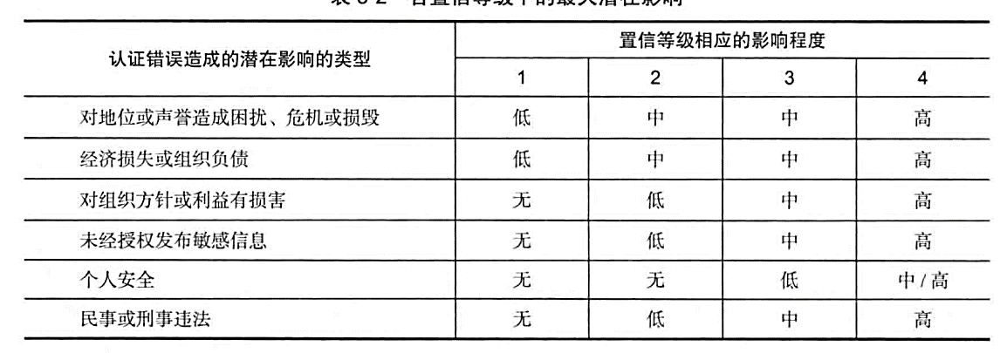 表 3-2 各置信等级下的最大潜在影响
认证错误造成的潜在影响的类型 置信等级相应的影响程度
1 2 3 4
对地位或声誉造成困扰、危机或损毁 低 中 中 高
经济损失或组织负债 低 中 中 高
对组织方针或利益有损害 无 低 中 高
未经授权发布敏感信息 无 低 中 高
个人安全 无 无 低 中/高
民事或刑事违法 无 低 中 高